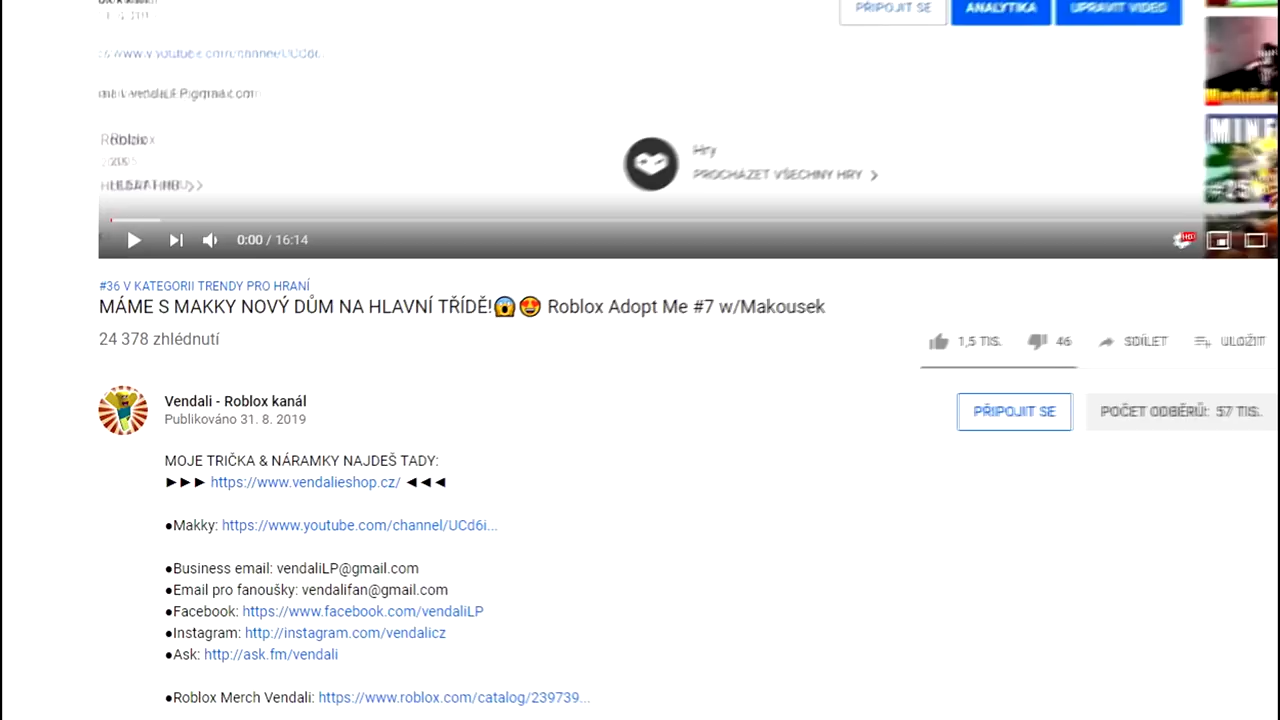 PŘIPOJIT SE
ANALYTIKA
UPRAVIT VIDEO
Roblox
Hry
PROCHÁZET VŠECHNY HRY
0:00 / 16:14
#36 V KATEGORII TRENDY PRO HRANÍ
MÁME S MAKKY NOVÝ DŮM NA HLAVNÍ TŘÍDĚ!😱😍 Roblox Adopt Me #7 w/Makousek
24 378 zhlédnutí
1,5 TIS.
46
SDÍLET
ULOŽIT
Vendali - Roblox kanál
Publikováno 31. 8. 2019
PŘIPOJIT SE
POČET ODBĚRŮ: 57 TIS.
MOJE TRIČKA & NÁRAMKY NAJDEŠ TADY:
►►► https://www.vendalieshop.cz/ ◄◄◄
●Makky: https://www.youtube.com/channel/UCd6i...
●Business email: vendaliLP@gmail.com
●Email pro fanoušky: vendalifan@gmail.com
●Facebook: https://www.facebook.com/vendaliLP
●Instagram: http://instagram.com/vendalicz
●Ask: http://ask.fm/vendali
●Roblox Merch Vendali: https://www.roblox.com/catalog/239739...